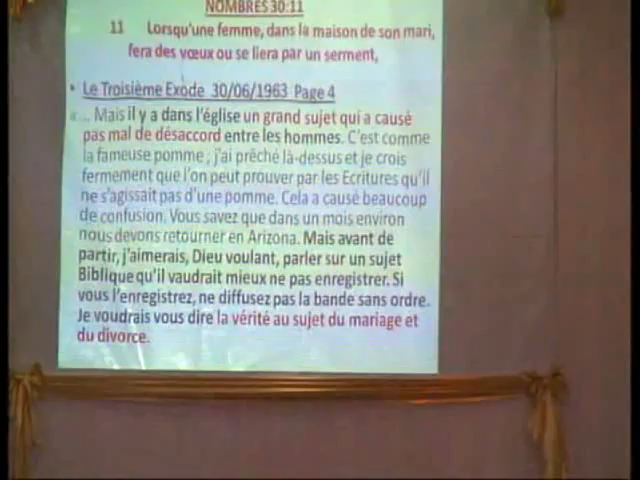 NOMBRES 30:11
11 Lorsqu'une femme, dans la maison de son mari,
fera des vœux ou se liera par un serment,
• Le Troisième Exode 30/06/1963 Page 4
« ... Mais il y a dans l'église un grand sujet qui a causé
pas mal de désaccord entre les hommes. C'est comme
la fameuse pomme ; j'ai prêché là-dessus et je crois
fermement que l'on peut prouver par les Ecritures qu'il
ne s'agissait pas d'une pomme. Cela a causé beaucoup
de confusion. Vous savez que dans un mois environ
nous devons retourner en Arizona. Mais avant de
partir, j'aimerais, Dieu voulant, parler sur un sujet
Biblique qu'il vaudrait mieux ne pas enregistrer. Si
vous l'enregistrez, ne diffusez pas la bande sans ordre.
Je voudrais vous dire la vérité au sujet du mariage et
du divorce.